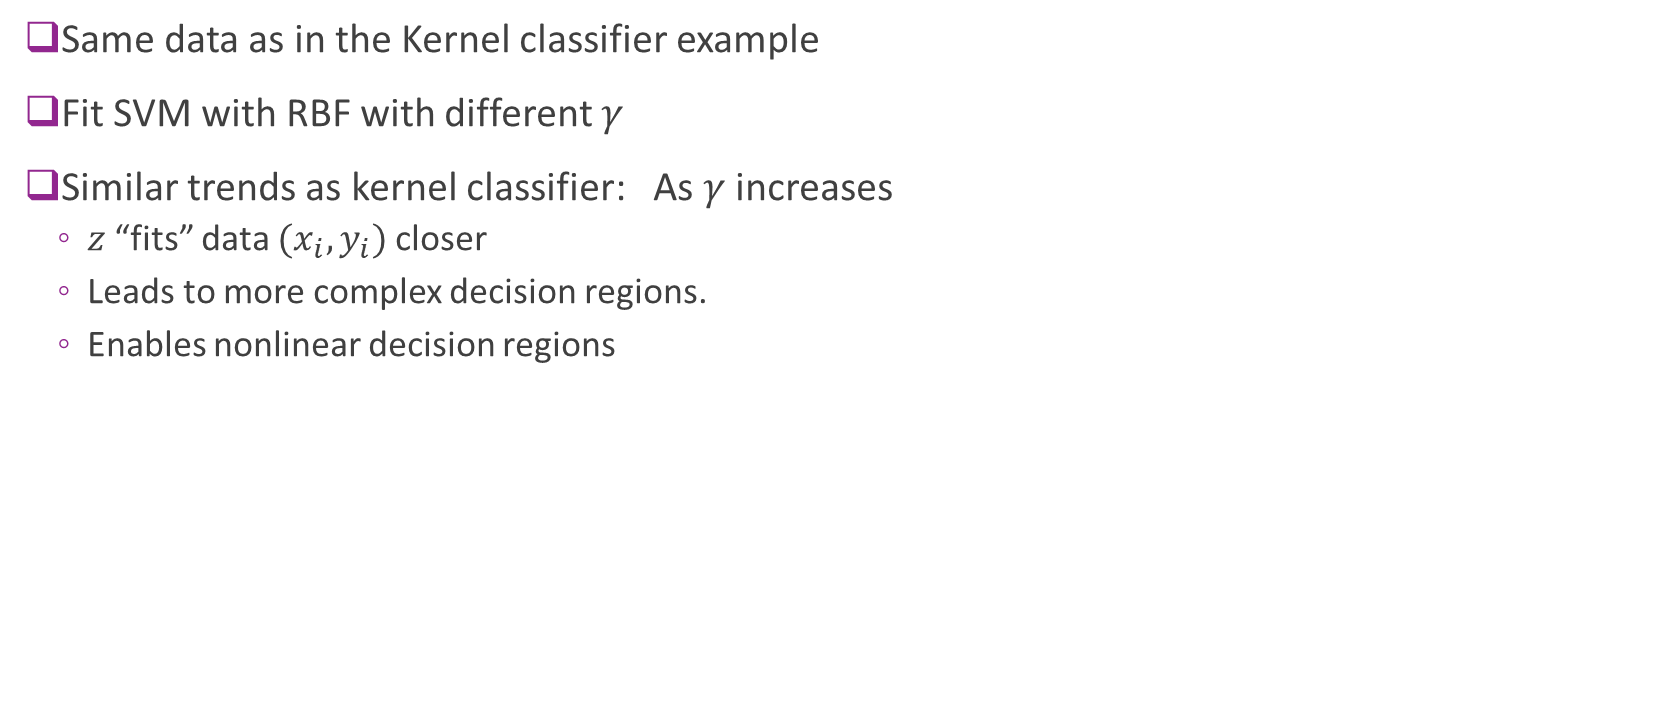 ❑Same data as in the Kernel classifier example
❑Fit SVM with RBF with different γ
❑Similar trends as kernel classifier: As γ increases
◦ z “fits” data (xᵢ, yᵢ) closer
◦ Leads to more complex decision regions.
◦ Enables nonlinear decision regions